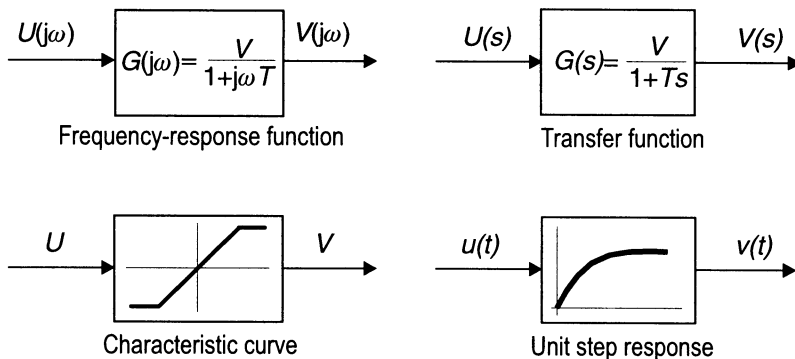 U(jω)
G(jω)= V / 1+jωT
V(jω)
Frequency-response function
U(s)
G(s)= V / 1+Ts
V(s)
Transfer function
U
V
Characteristic curve
u(t)
v(t)
Unit step response